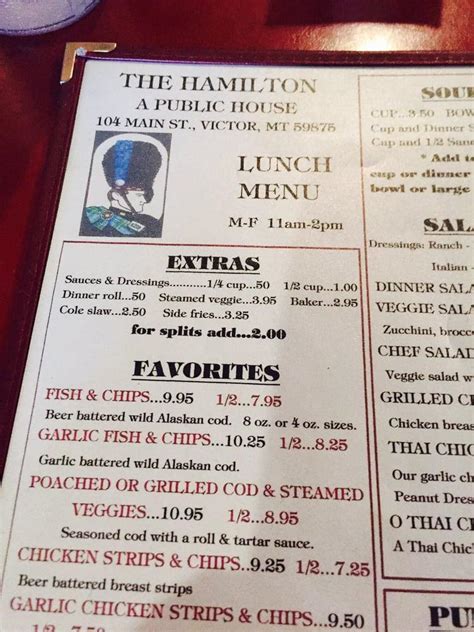 THE HAMILTON
A PUBLIC HOUSE
104 MAIN ST., VICTOR, MT 59875
LUNCH
MENU
M-F 11am-2pm
EXTRAS
Sauces & Dressings...........1/4 cup...50 1/2 cup...1.00
Dinner roll...50 Steamed veggie...3.95 Baker...2.95
Cole slaw...2.50 Side fries...3.25
for splits add...2.00
FAVORITES
FISH & CHIPS...9.95 1/2...7.95
Beer battered wild Alaskan cod. 8 oz. or 4 oz. sizes.
GARLIC FISH & CHIPS...10.25 1/2...8.25
Garlic battered wild Alaskan cod.
POACHED OR GRILLED COD & STEAMED
VEGGIES...10.95 1/2...8.95
Seasoned cod with a roll & tartar sauce.
CHICKEN STRIPS & CHIPS...9.25 1/2...7.25
Beer battered breast strips
GARLIC CHICKEN STRIPS & CHIPS...9.50
1/2...7.50
SOU
CUP...3.50 BOW
Cup and Dinner S
Cup and 1/2 Sand
* Add to
cup or dinner
bowl or large
SALA
Dressings: Ranch -
Italian -
DINNER SALA
VEGGIE SALA
Zucchini, brocc
CHEF SALAD
Veggie salad w
GRILLED C
Chicken breas
THAI CHIC
Our garlic ch
Peanut Dres
O THAI C
A Thai Chic
PU